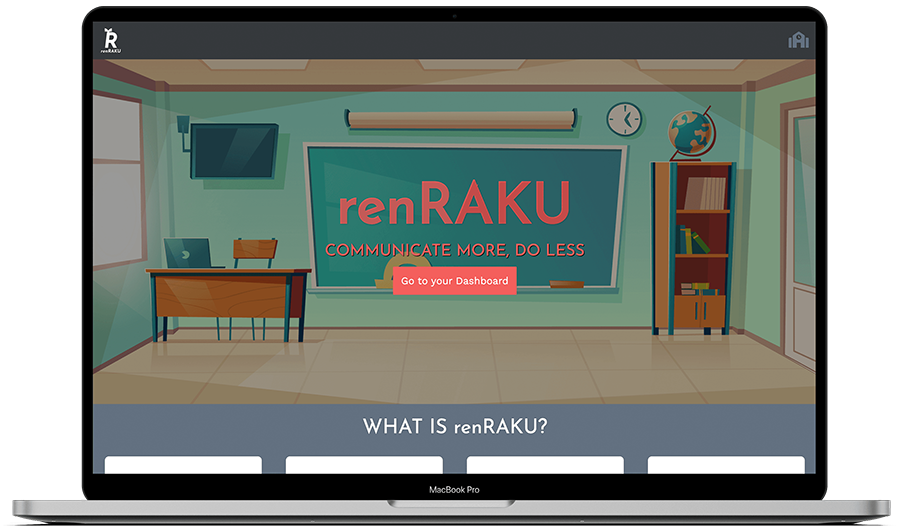 R
renRAKU
renRAKU
COMMUNICATE MORE, DO LESS
Go to your Dashboard
WHAT IS renRAKU?
MacBook Pro